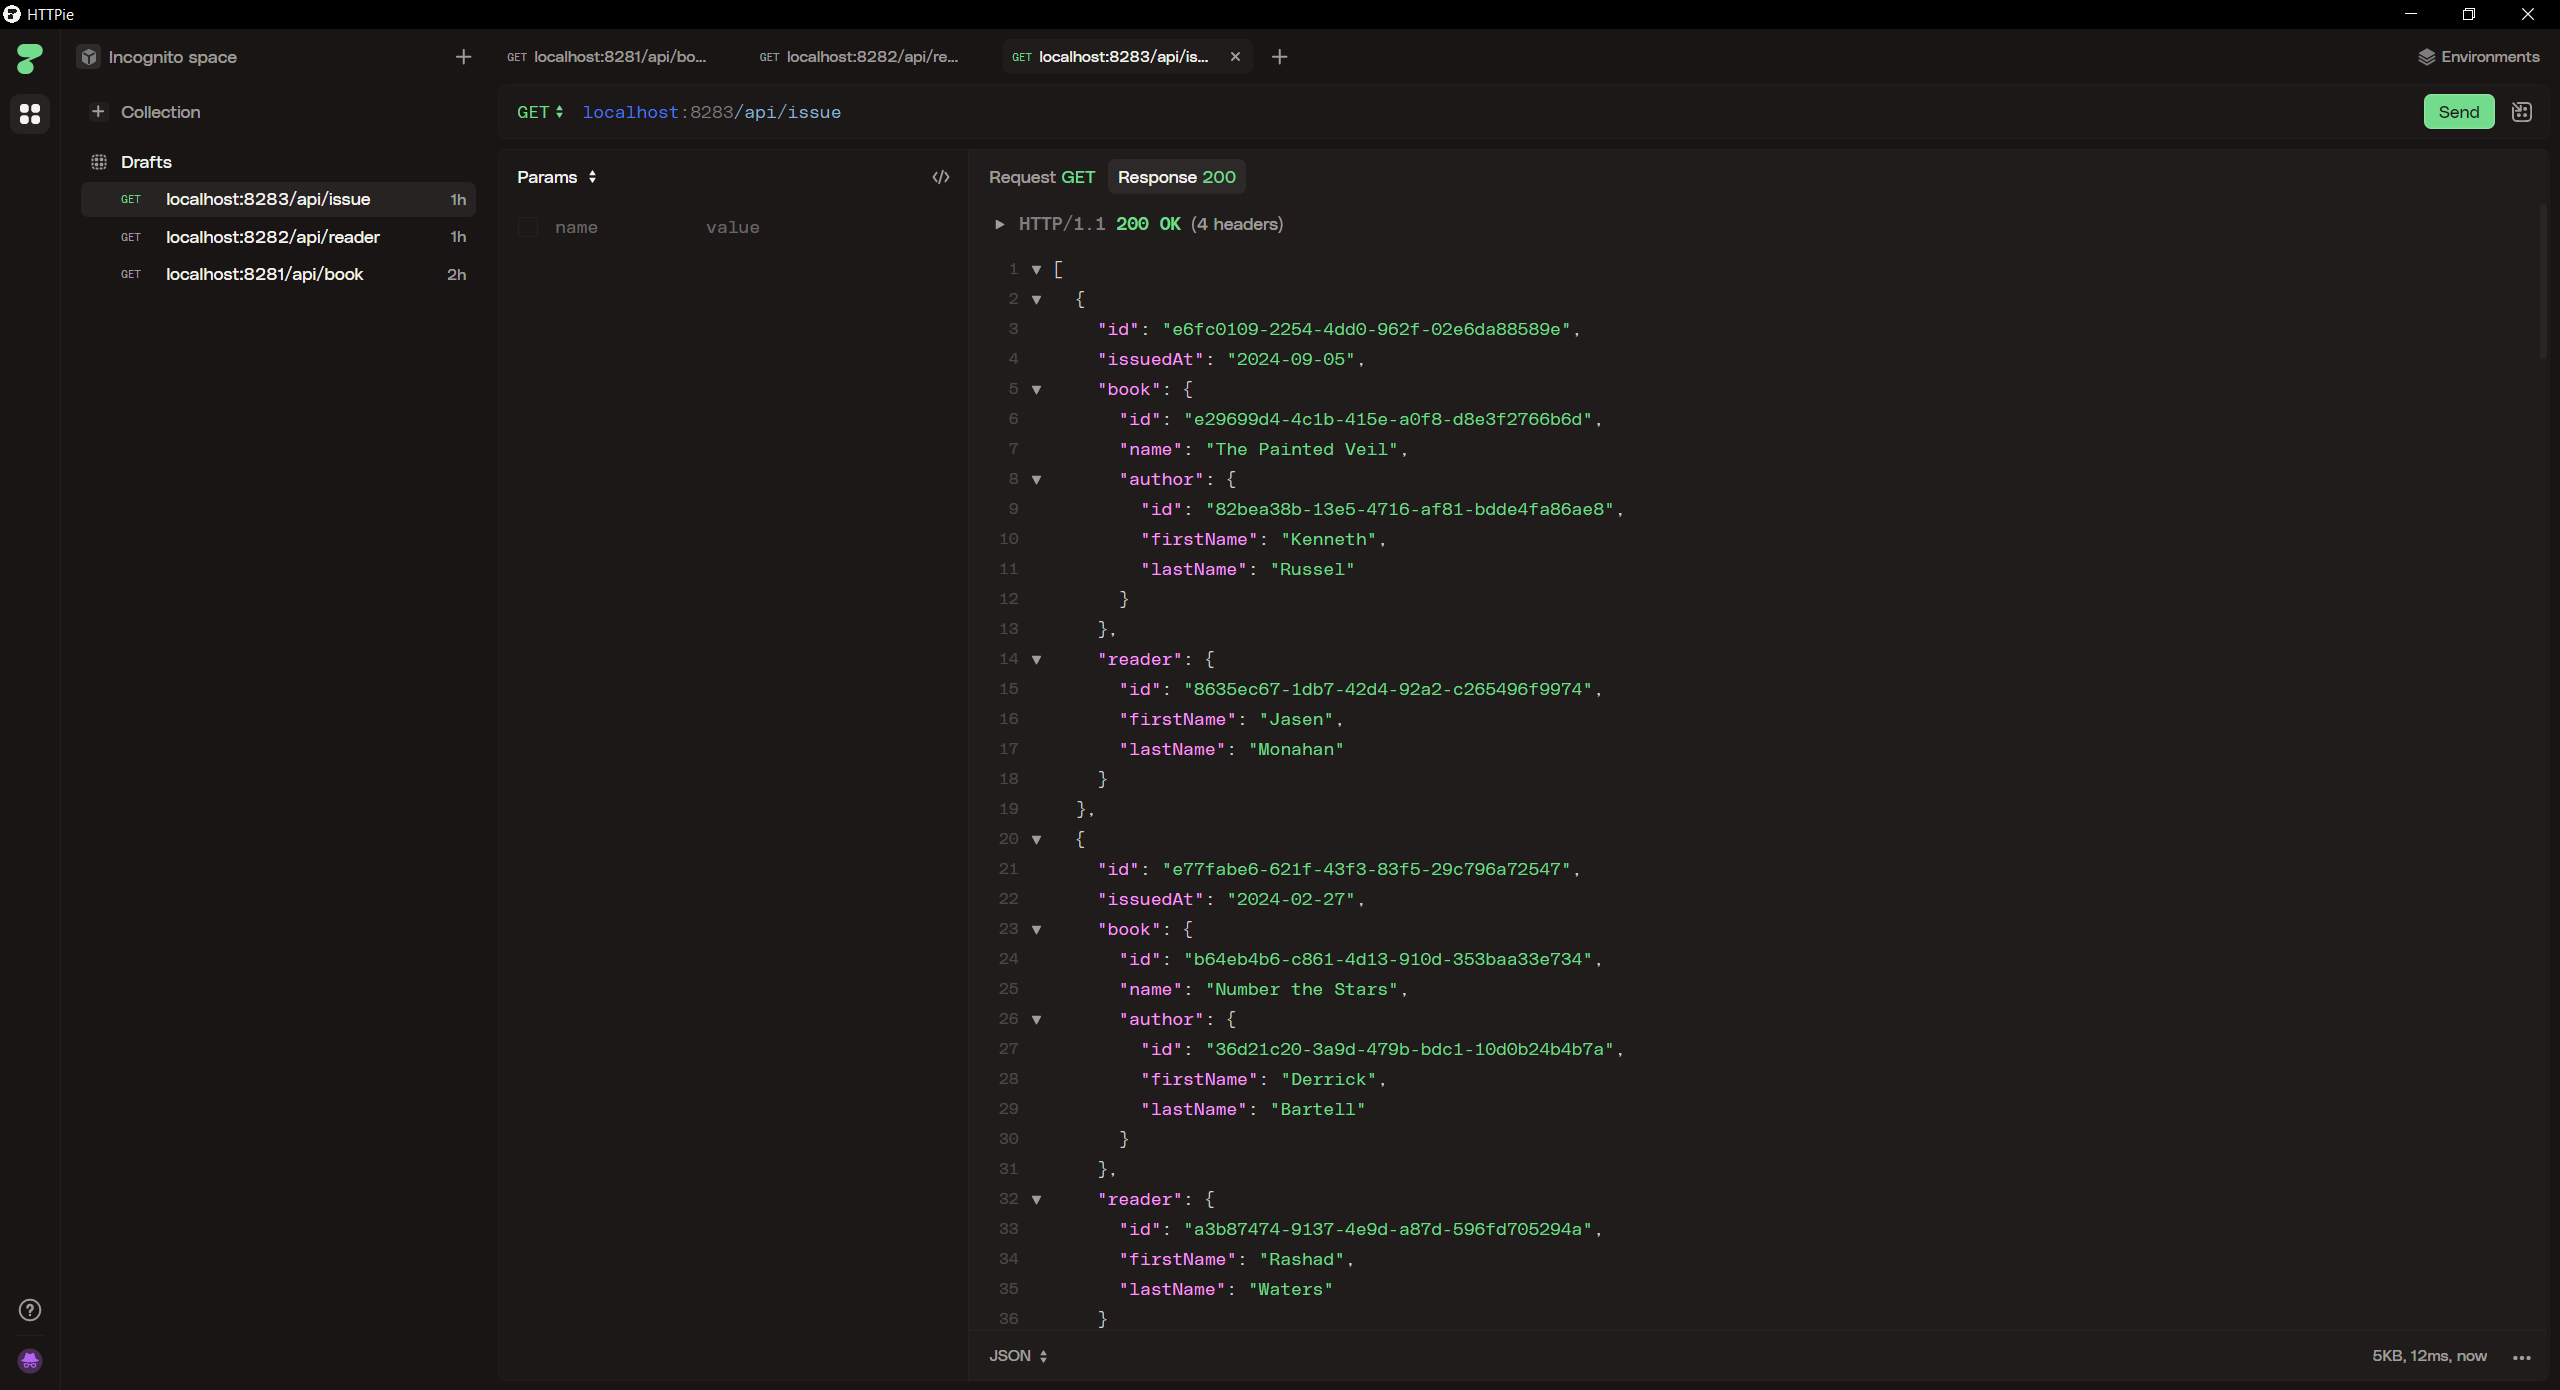 HTTPie
Incognito space
GET localhost:8281/api/bo...
GET localhost:8282/api/re...
GET localhost:8283/api/is...
Environments
Collection
GET localhost:8283/api/issue
Send
Drafts
GET localhost:8283/api/issue 1h
GET localhost:8282/api/reader 1h
GET localhost:8281/api/book 2h
Params
name value
Request GET Response 200
HTTP/1.1 200 OK (4 headers)
1 [
2 {
3 "id": "e6fc0109-2254-4dd0-962f-02e6da88589e",
4 "issuedAt": "2024-09-05",
5 "book": {
6 "id": "e29699d4-4c1b-415e-a0f8-d8e3f2766b6d",
7 "name": "The Painted Veil",
8 "author": {
9 "id": "82bea38b-13e5-4716-af81-bdde4fa86ae8",
10 "firstName": "Kenneth",
11 "lastName": "Russel"
12 }
13 },
14 "reader": {
15 "id": "8635ec67-1db7-42d4-92a2-c265496f9974",
16 "firstName": "Jasen",
17 "lastName": "Monahan"
18 }
19 },
20 {
21 "id": "e77fabe6-621f-43f3-83f5-29c796a72547",
22 "issuedAt": "2024-02-27",
23 "book": {
24 "id": "b64eb4b6-c861-4d13-910d-353baa33e734",
25 "name": "Number the Stars",
26 "author": {
27 "id": "36d21c20-3a9d-479b-bdc1-10d0b24b4b7a",
28 "firstName": "Derrick",
29 "lastName": "Bartell"
30 }
31 },
32 "reader": {
33 "id": "a3b87474-9137-4e9d-a87d-596fd705294a",
34 "firstName": "Rashad",
35 "lastName": "Waters"
36 }
JSON
5KB, 12ms, now